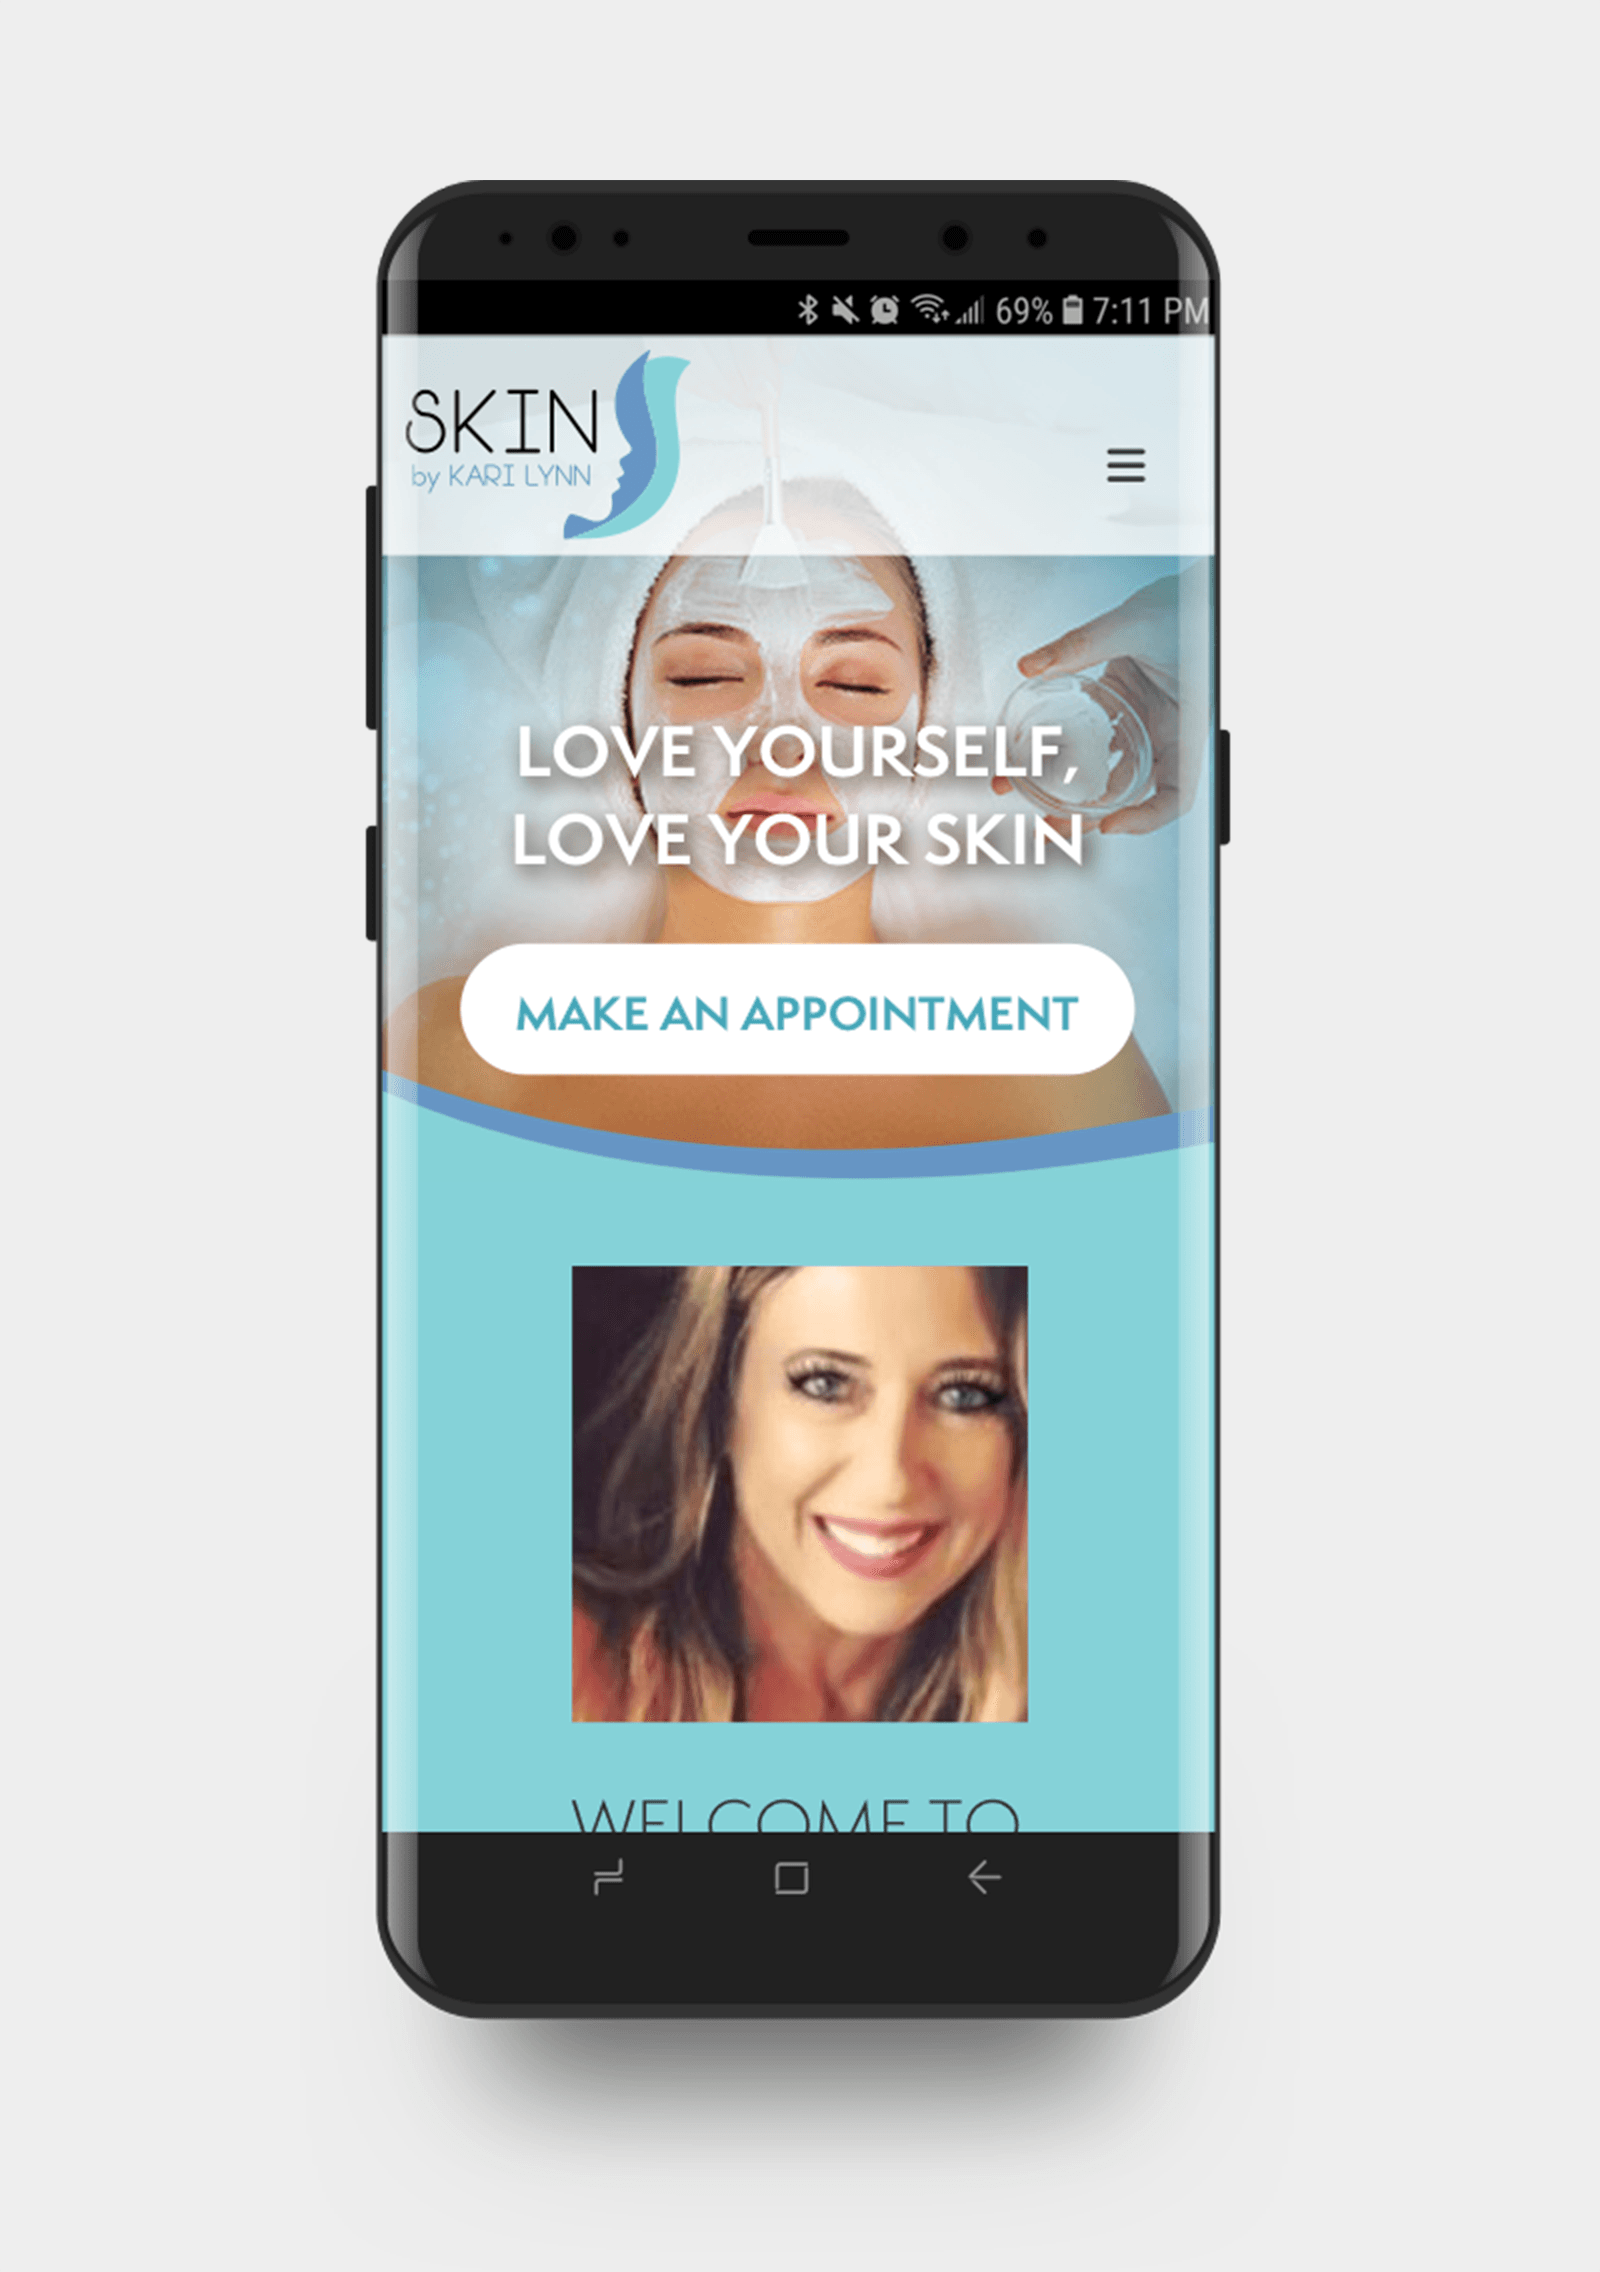 69% 7:11 PM
SKIN
by KARI LYNN
LOVE YOURSELF,
LOVE YOUR SKIN
MAKE AN APPOINTMENT
WELCOME TO